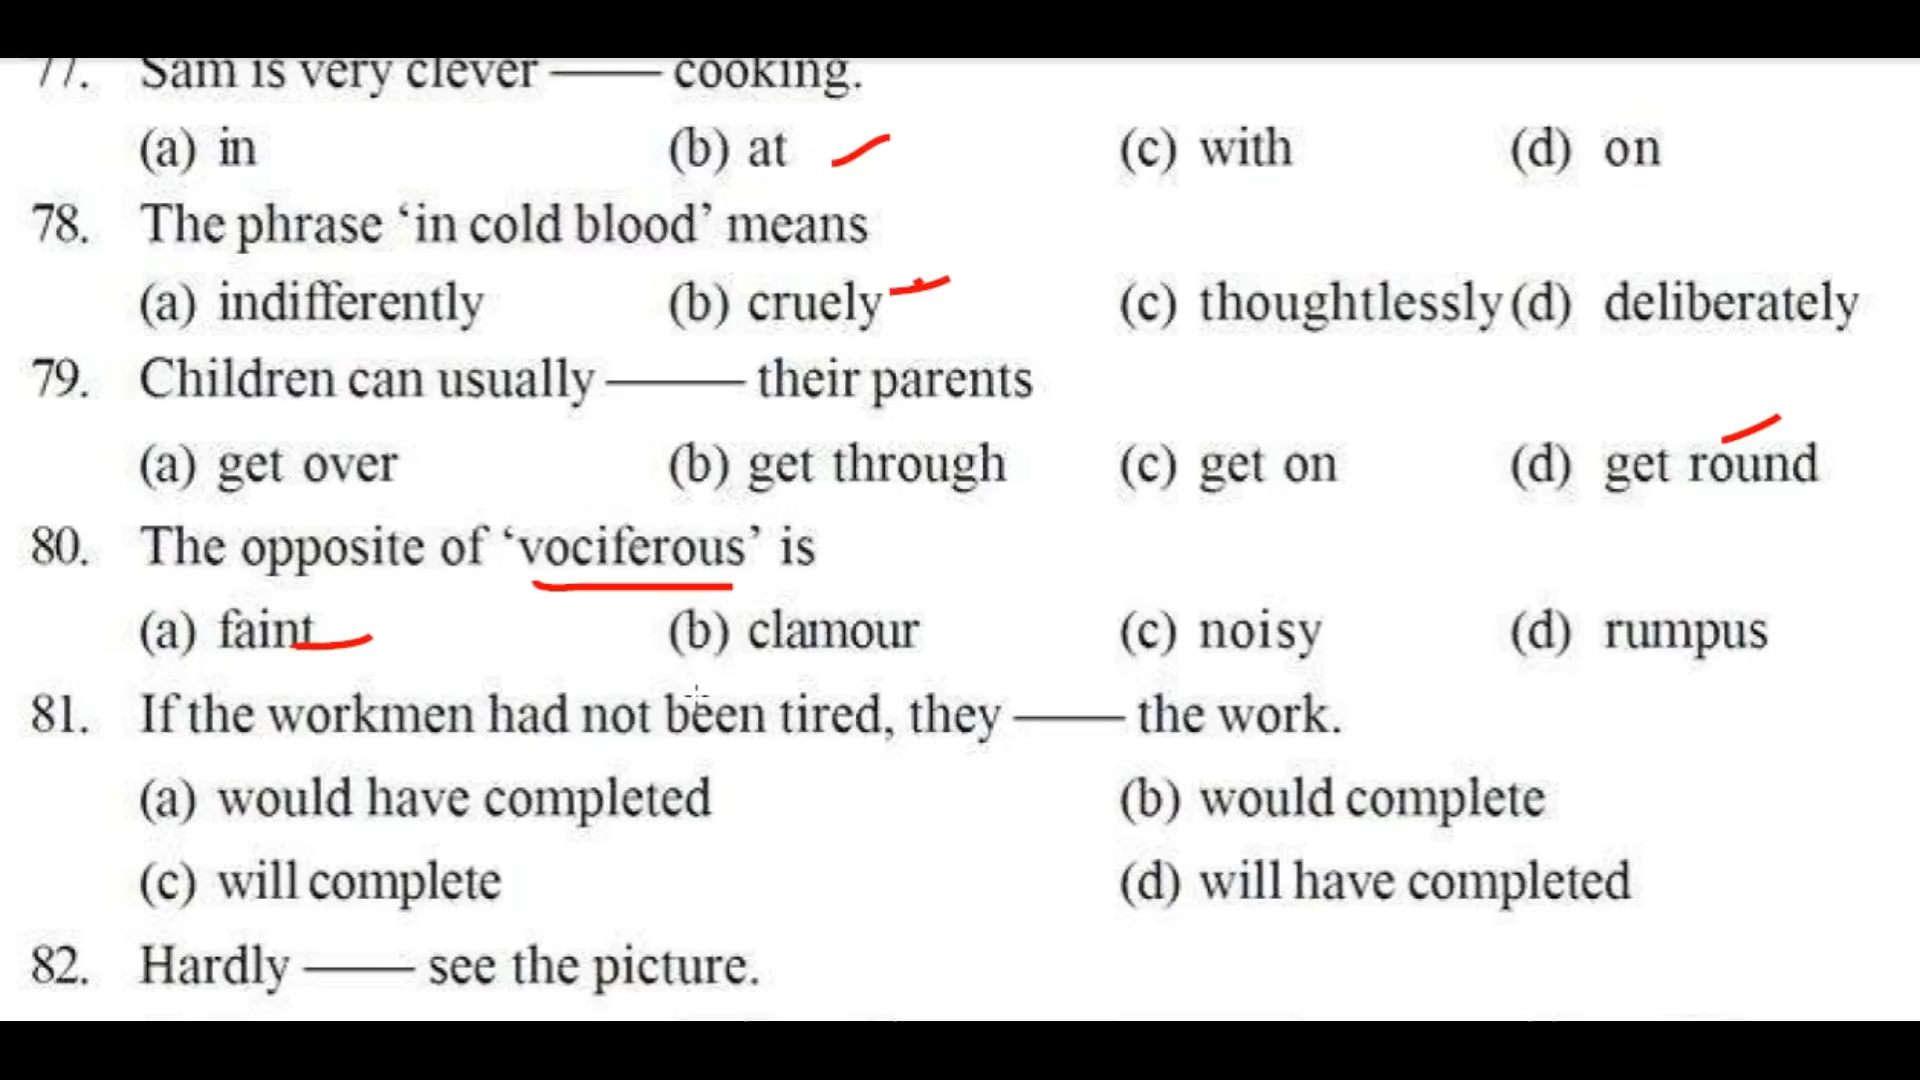 77. Sam is very clever —— cooking.
(a) in (b) at (c) with (d) on
78. The phrase ‘in cold blood’ means
(a) indifferently (b) cruely (c) thoughtlessly (d) deliberately
79. Children can usually —— their parents
(a) get over (b) get through (c) get on (d) get round
80. The opposite of ‘vociferous’ is
(a) faint (b) clamour (c) noisy (d) rumpus
81. If the workmen had not been tired, they —— the work.
(a) would have completed (b) would complete
(c) will complete (d) will have completed
82. Hardly —— see the picture.